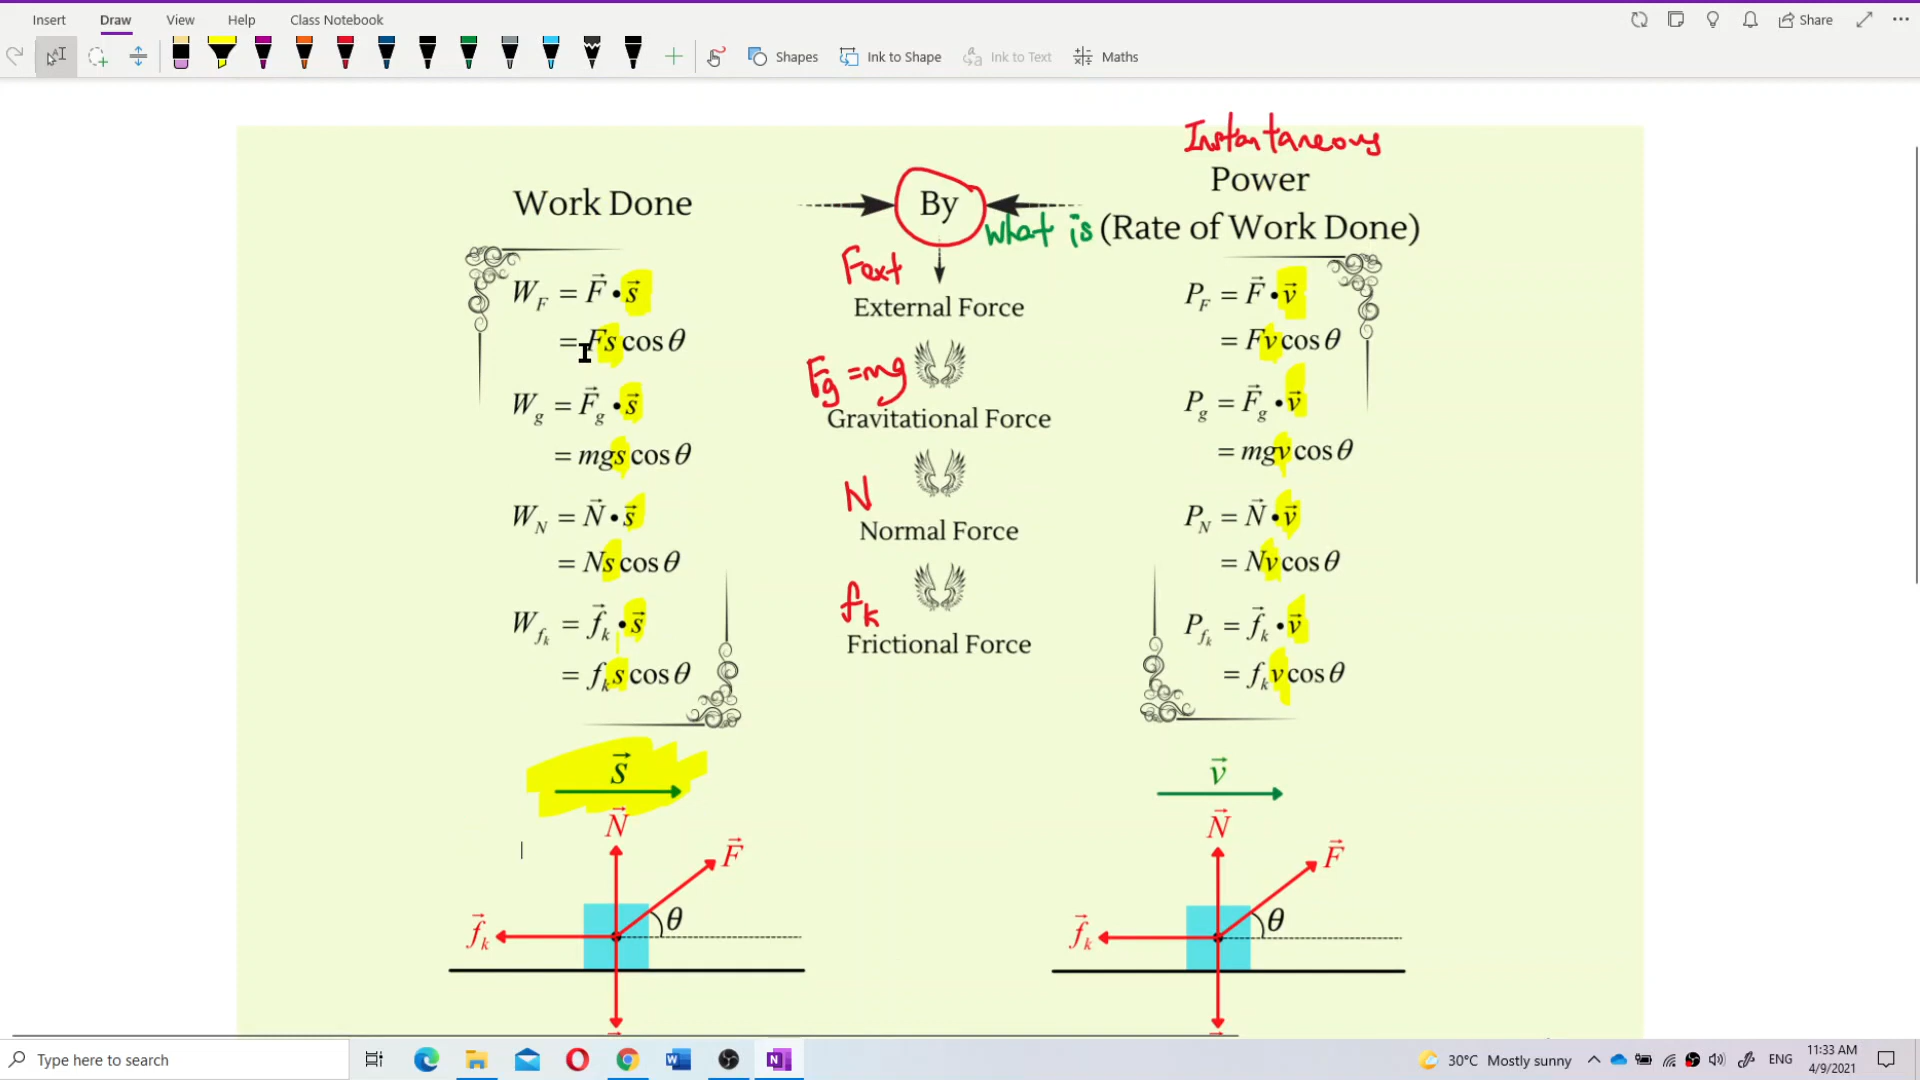 Insert Draw View Help Class Notebook Share
Shapes Ink to Shape Ink to Text Maths
Instantaneous
Work Done By Power
what is (Rate of Work Done)
W_F = F⃗ • s⃗
= Fs cos θ
W_g = F⃗_g • s⃗
= mgs cos θ
W_N = N⃗ • s⃗
= Ns cos θ
W_{f_k} = f⃗_k • s⃗
= f_k s cos θ
Fext
External Force
Fg = mg
Gravitational Force
N
Normal Force
fk
Frictional Force
P_F = F⃗ • v⃗
= Fv cos θ
P_g = F⃗_g • v⃗
= mgv cos θ
P_N = N⃗ • v⃗
= Nv cos θ
P_{f_k} = f⃗_k • v⃗
= f_k v cos θ
s⃗
N⃗
F⃗
f⃗_k
θ
v⃗
N⃗
F⃗
f⃗_k
θ
Type here to search 30°C Mostly sunny ENG 11:33 AM
4/9/2021